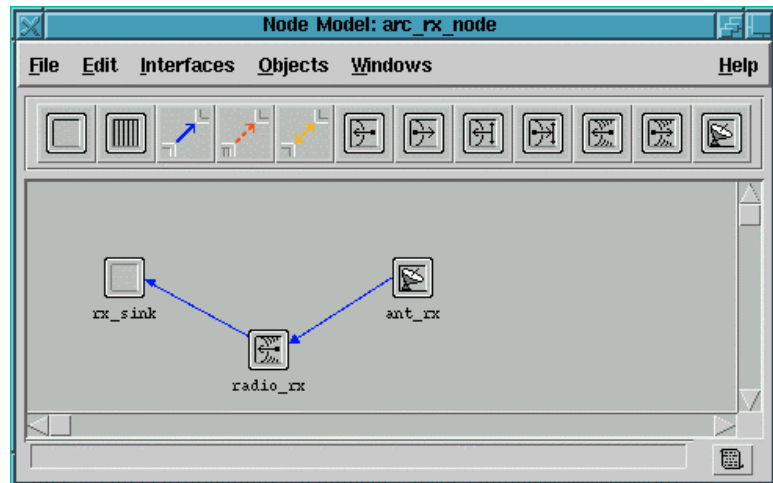 Node Model: arc_rx_node
File Edit Interfaces Objects Windows Help
rx_sink
ant_rx
radio_rx